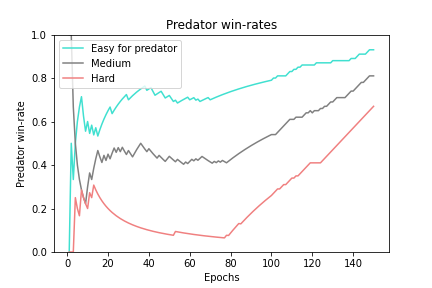 Predator win-rates
Easy for predator
Medium
Hard
Predator win-rate
1.0
0.8
0.6
0.4
0.2
0.0
0 20 40 60 80 100 120 140
Epochs